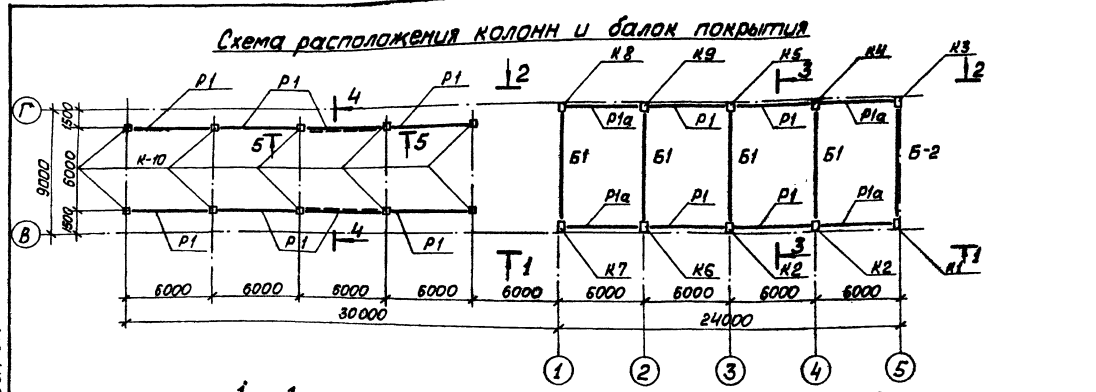 Схема расположения колонн и балок покрытия
К8 К9 К5 К4 К3
Р1 Р1 4 Р1 2 3 2
Г
1500 Р1а Р1 Р1 Р1а
5 5
9000 6000 К-10 Б1 Б1 Б1 Б1 Б-2
Р1а Р1 Р1 Р1а
1500
В
Р1 Р1 4 Р1 1 3 1
К7 К6 К2 К2 К1
6000 6000 6000 6000 6000 6000 6000 6000 6000
30000 24000
1 2 3 4 5